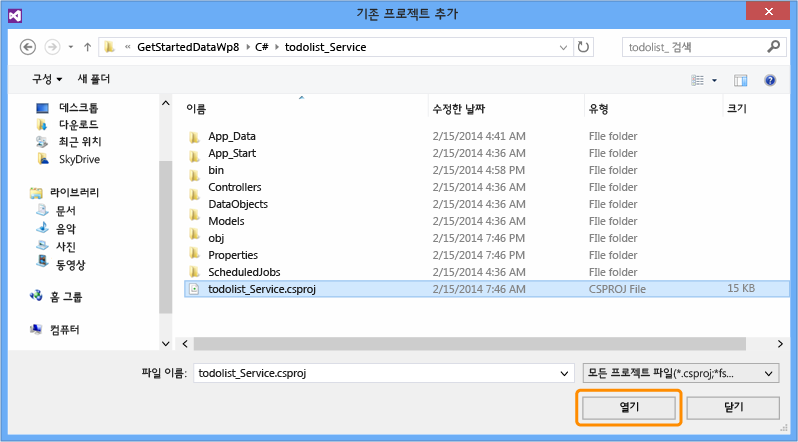 기존 프로젝트 추가
« GetStartedDataWp8 C# todolist_Service
todolist_ 검색
구성 새 폴더
이름 수정한 날짜 유형 크기
데스크톱
다운로드
최근 위치
SkyDrive
라이브러리
문서
음악
사진
동영상
홈 그룹
컴퓨터
App_Data 2/15/2014 4:41 AM FIle folder
App_Start 2/15/2014 4:36 AM FIle folder
bin 2/15/2014 4:58 PM FIle folder
Controllers 2/15/2014 4:36 AM FIle folder
DataObjects 2/15/2014 4:36 AM FIle folder
Models 2/15/2014 4:36 AM FIle folder
obj 2/15/2014 7:46 PM FIle folder
Properties 2/15/2014 7:46 PM FIle folder
ScheduledJobs 2/15/2014 4:36 AM FIle folder
todolist_Service.csproj 2/15/2014 7:46 AM CSPROJ File 15 KB
파일 이름: todolist_Service.csproj 모든 프로젝트 파일(*.csproj;*fs...
열기 닫기